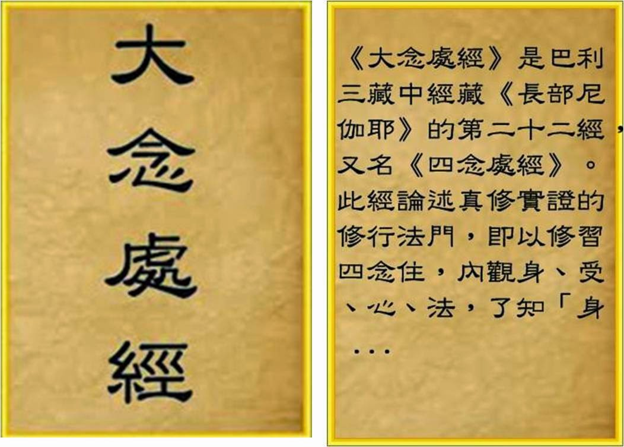 大念處經
《大念處經》是巴利
三藏中經藏《長部尼
伽耶》的第二十二經，
又名《四念處經》。
此經論述真修實證的
修行法門，即以修習
四念住，內觀身、受
、心、法，了知「身
...